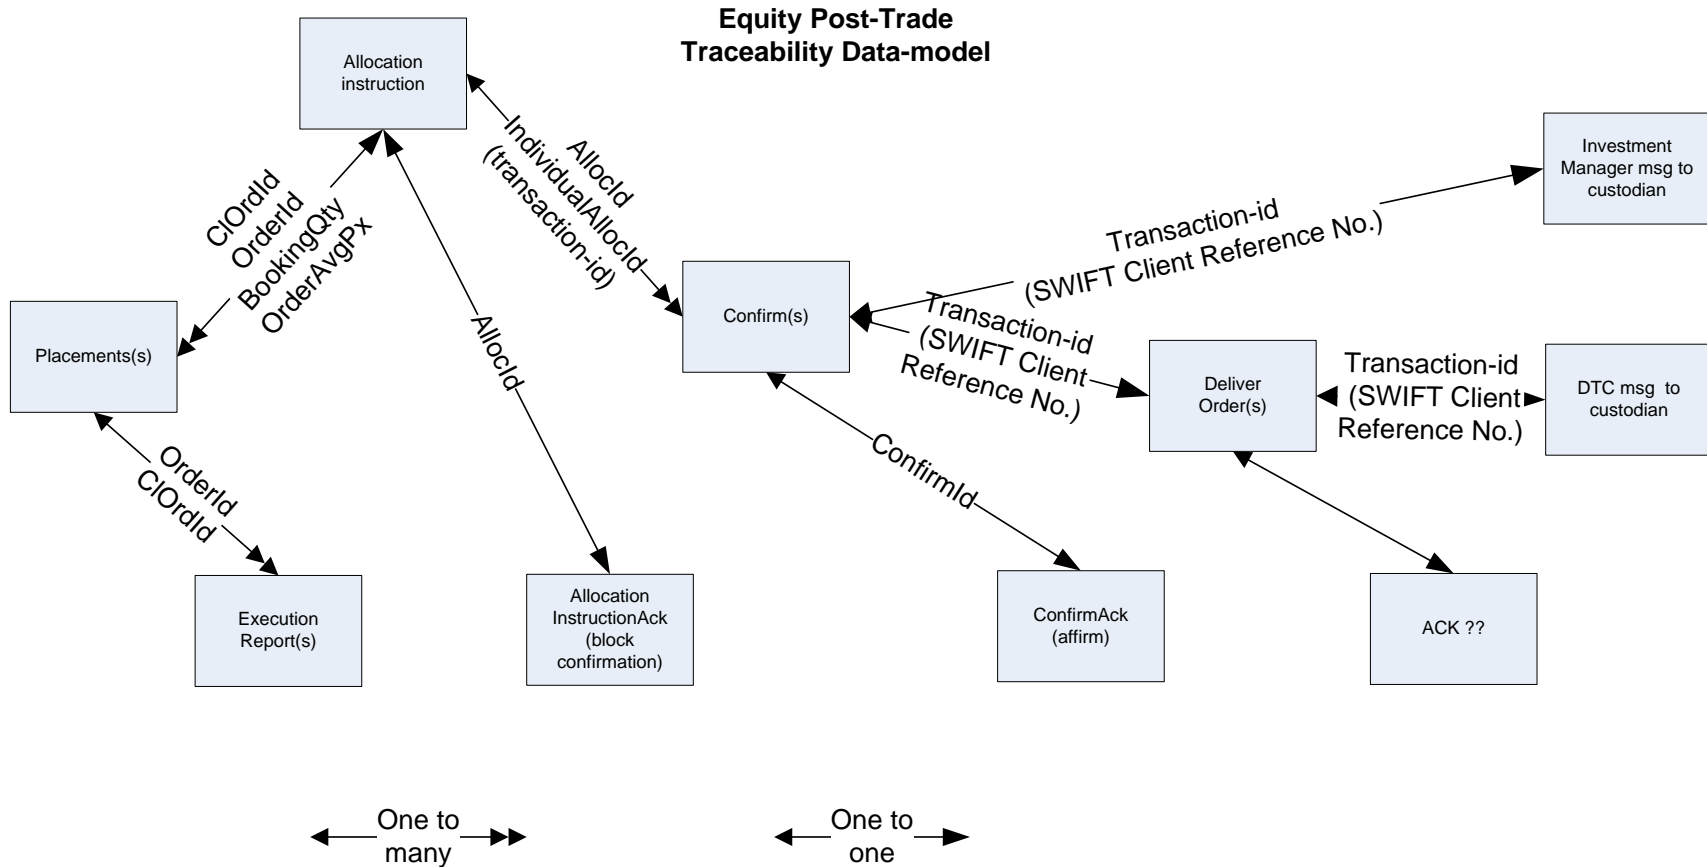 Equity Post-Trade
Traceability Data-model
Allocation
instruction
ClOrdId
OrderId
BookingQty
OrderAvgPx
AllocId
IndividualAllocId
(transaction-id)
AllocId
Placements(s)
OrderId
ClOrdId
Execution
Report(s)
Allocation
InstructionAck
(block
confirmation)
Confirm(s)
Transaction-id
(SWIFT Client Reference No.)
Investment
Manager msg to
custodian
Transaction-id
(SWIFT Client
Reference No.)
Deliver
Order(s)
Transaction-id
(SWIFT Client
Reference No.)
DTC msg to
custodian
ConfirmId
ConfirmAck
(affirm)
ACK ??
One to
many
One to
one